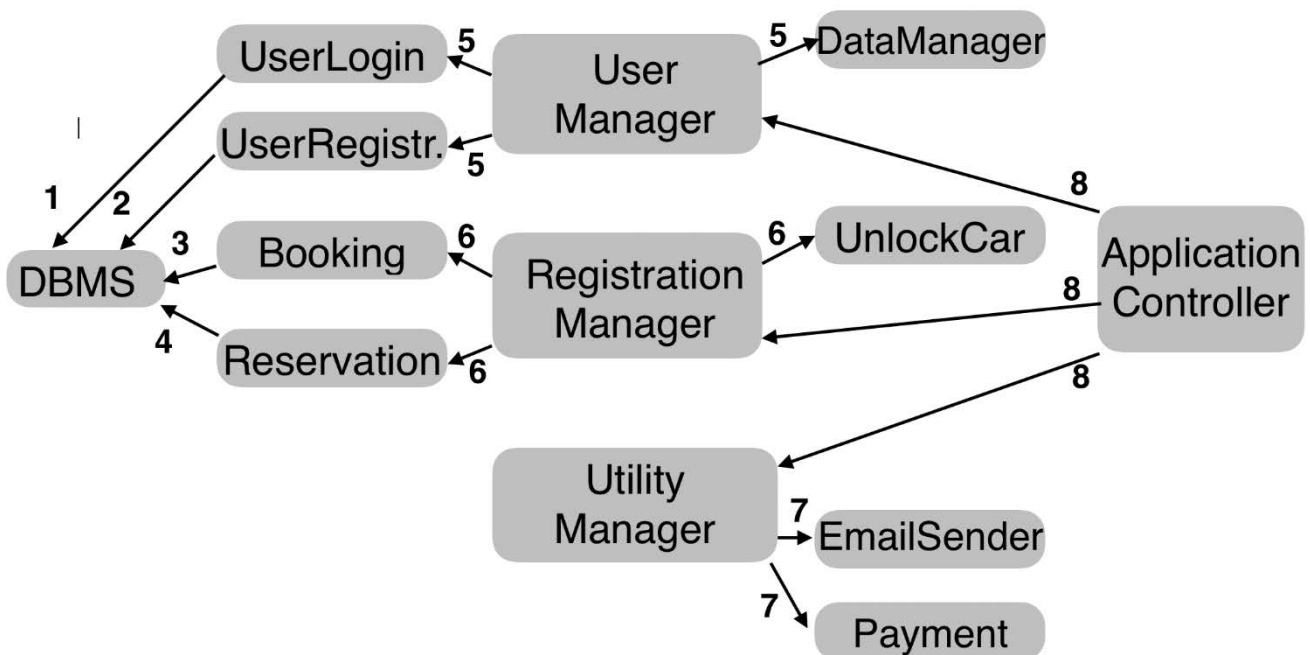 UserLogin
5
User
Manager
5
DataManager
UserRegistr.
5
1
2
8
DBMS
3
Booking
6
Registration
Manager
6
UnlockCar
8
Application
Controller
4
Reservation
6
8
Utility
Manager
7
EmailSender
7
Payment